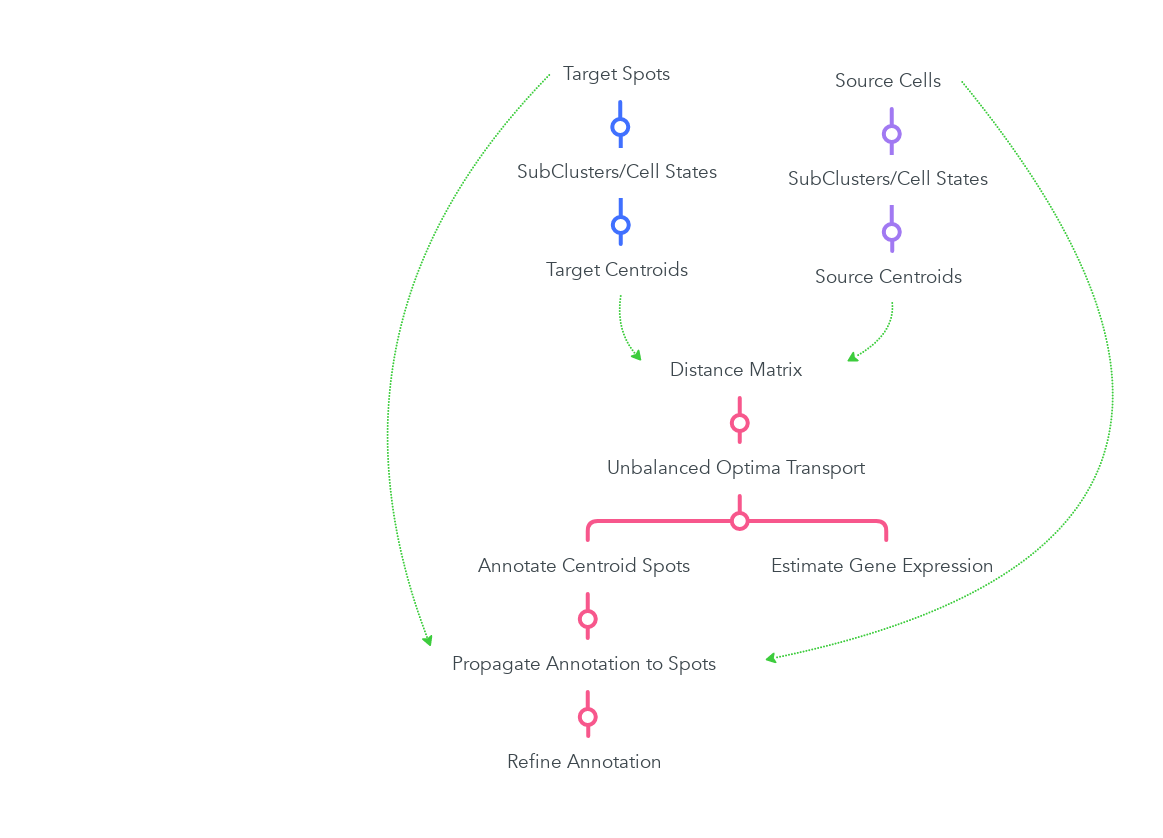 Target Spots
Source Cells
SubClusters/Cell States
SubClusters/Cell States
Target Centroids
Source Centroids
Distance Matrix
Unbalanced Optima Transport
Annotate Centroid Spots
Estimate Gene Expression
Propagate Annotation to Spots
Refine Annotation